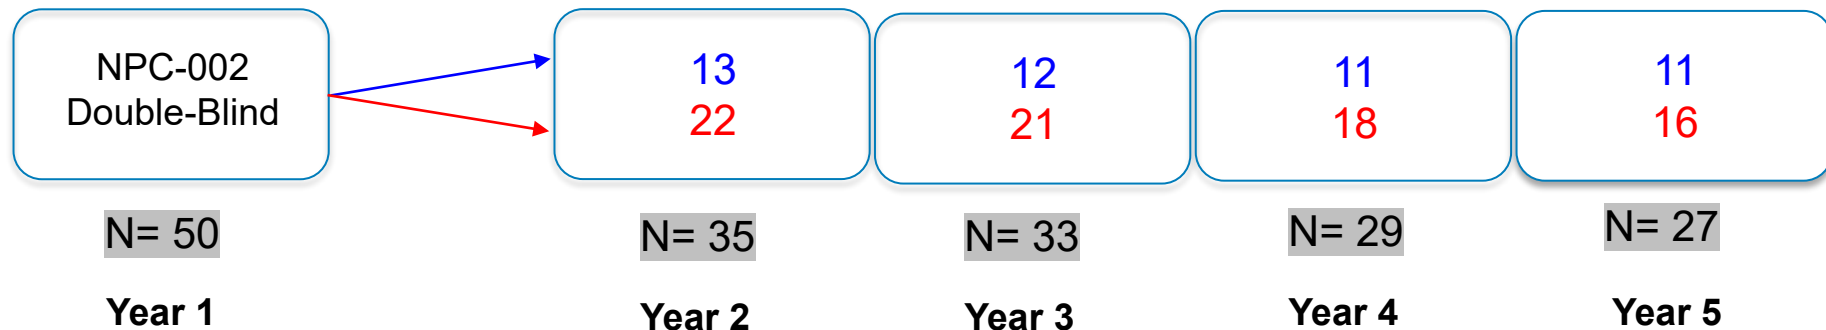 NPC-002
Double-Blind
13
22
12
21
11
18
11
16
N= 50
N= 35
N= 33
N= 29
N= 27
Year 1
Year 2
Year 3
Year 4
Year 5